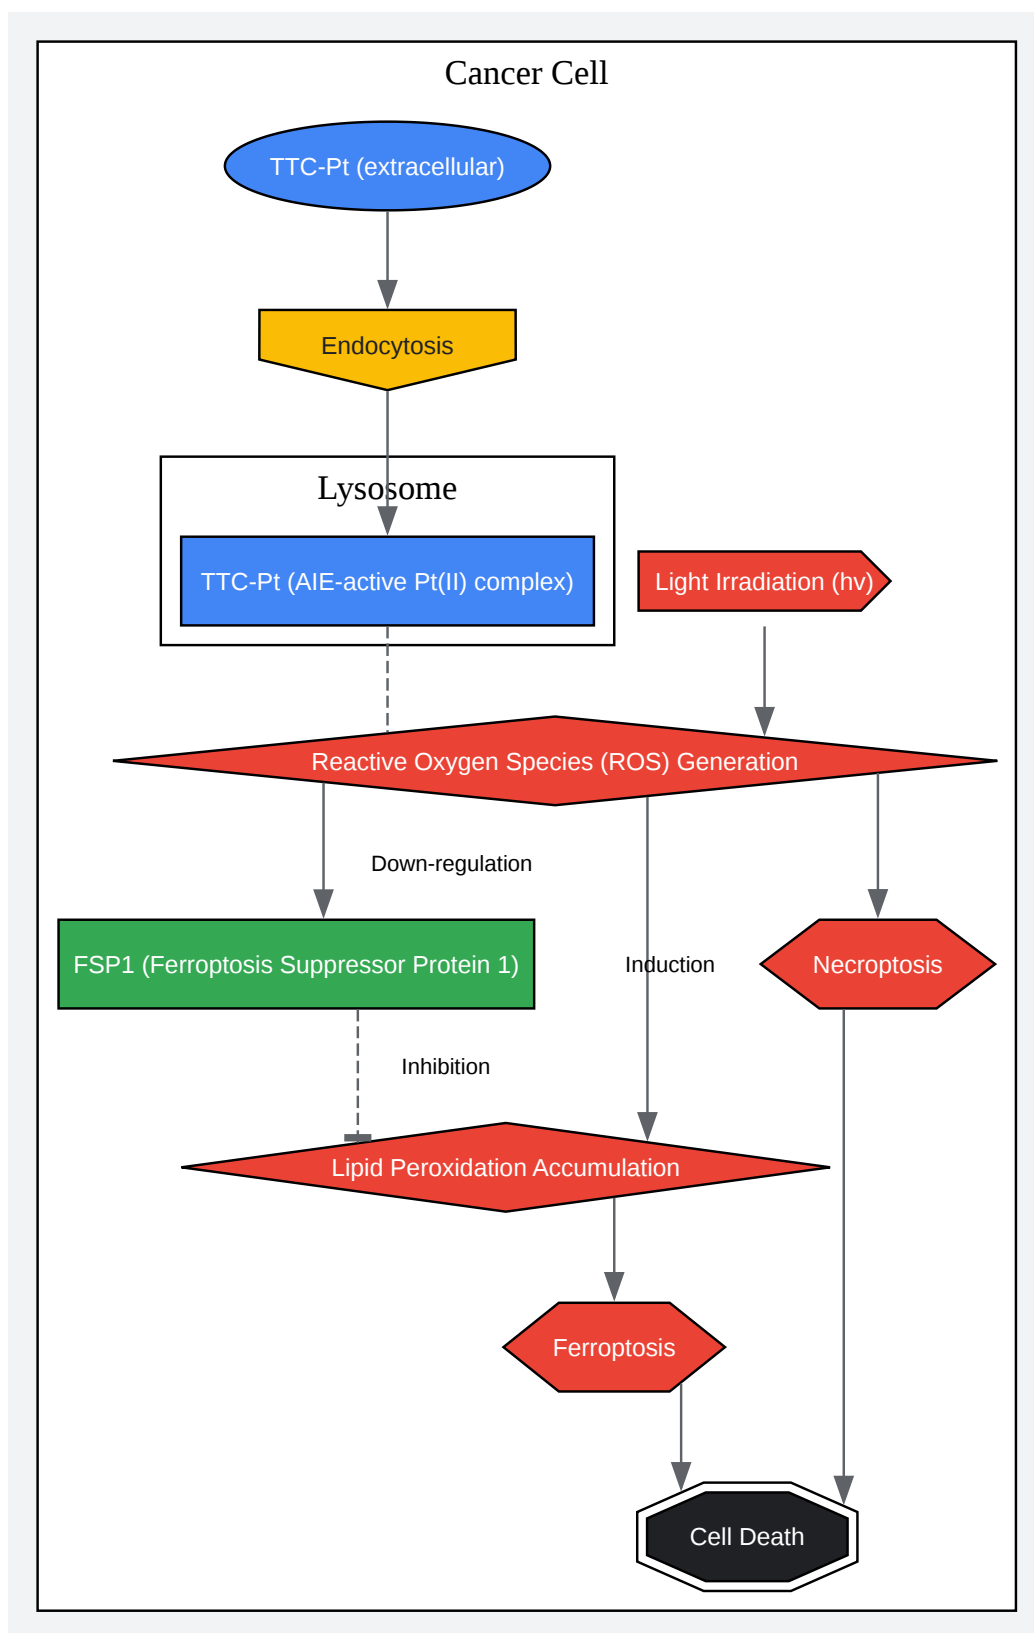 Cancer Cell
TTC-Pt (extracellular)
Endocytosis
Lysosome
TTC-Pt (AIE-active Pt(II) complex)
Light Irradiation (hv)
Reactive Oxygen Species (ROS) Generation
Down-regulation
FSP1 (Ferroptosis Suppressor Protein 1)
Induction
Necroptosis
Inhibition
Lipid Peroxidation Accumulation
Ferroptosis
Cell Death